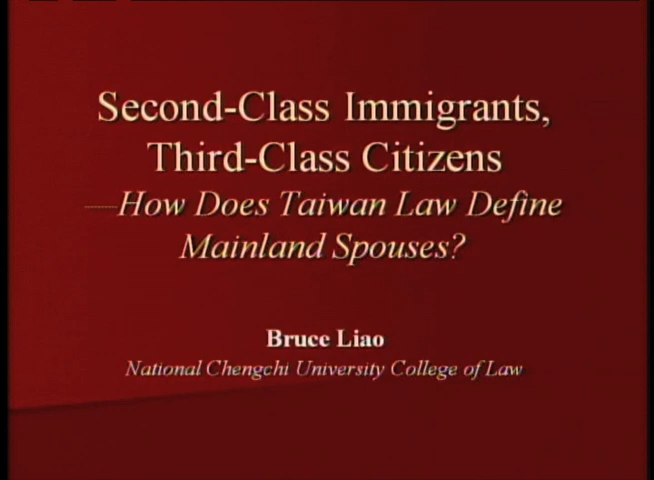 Second-Class Immigrants,
Third-Class Citizens
—How Does Taiwan Law Define
Mainland Spouses?
Bruce Liao
National Chengchi University College of Law